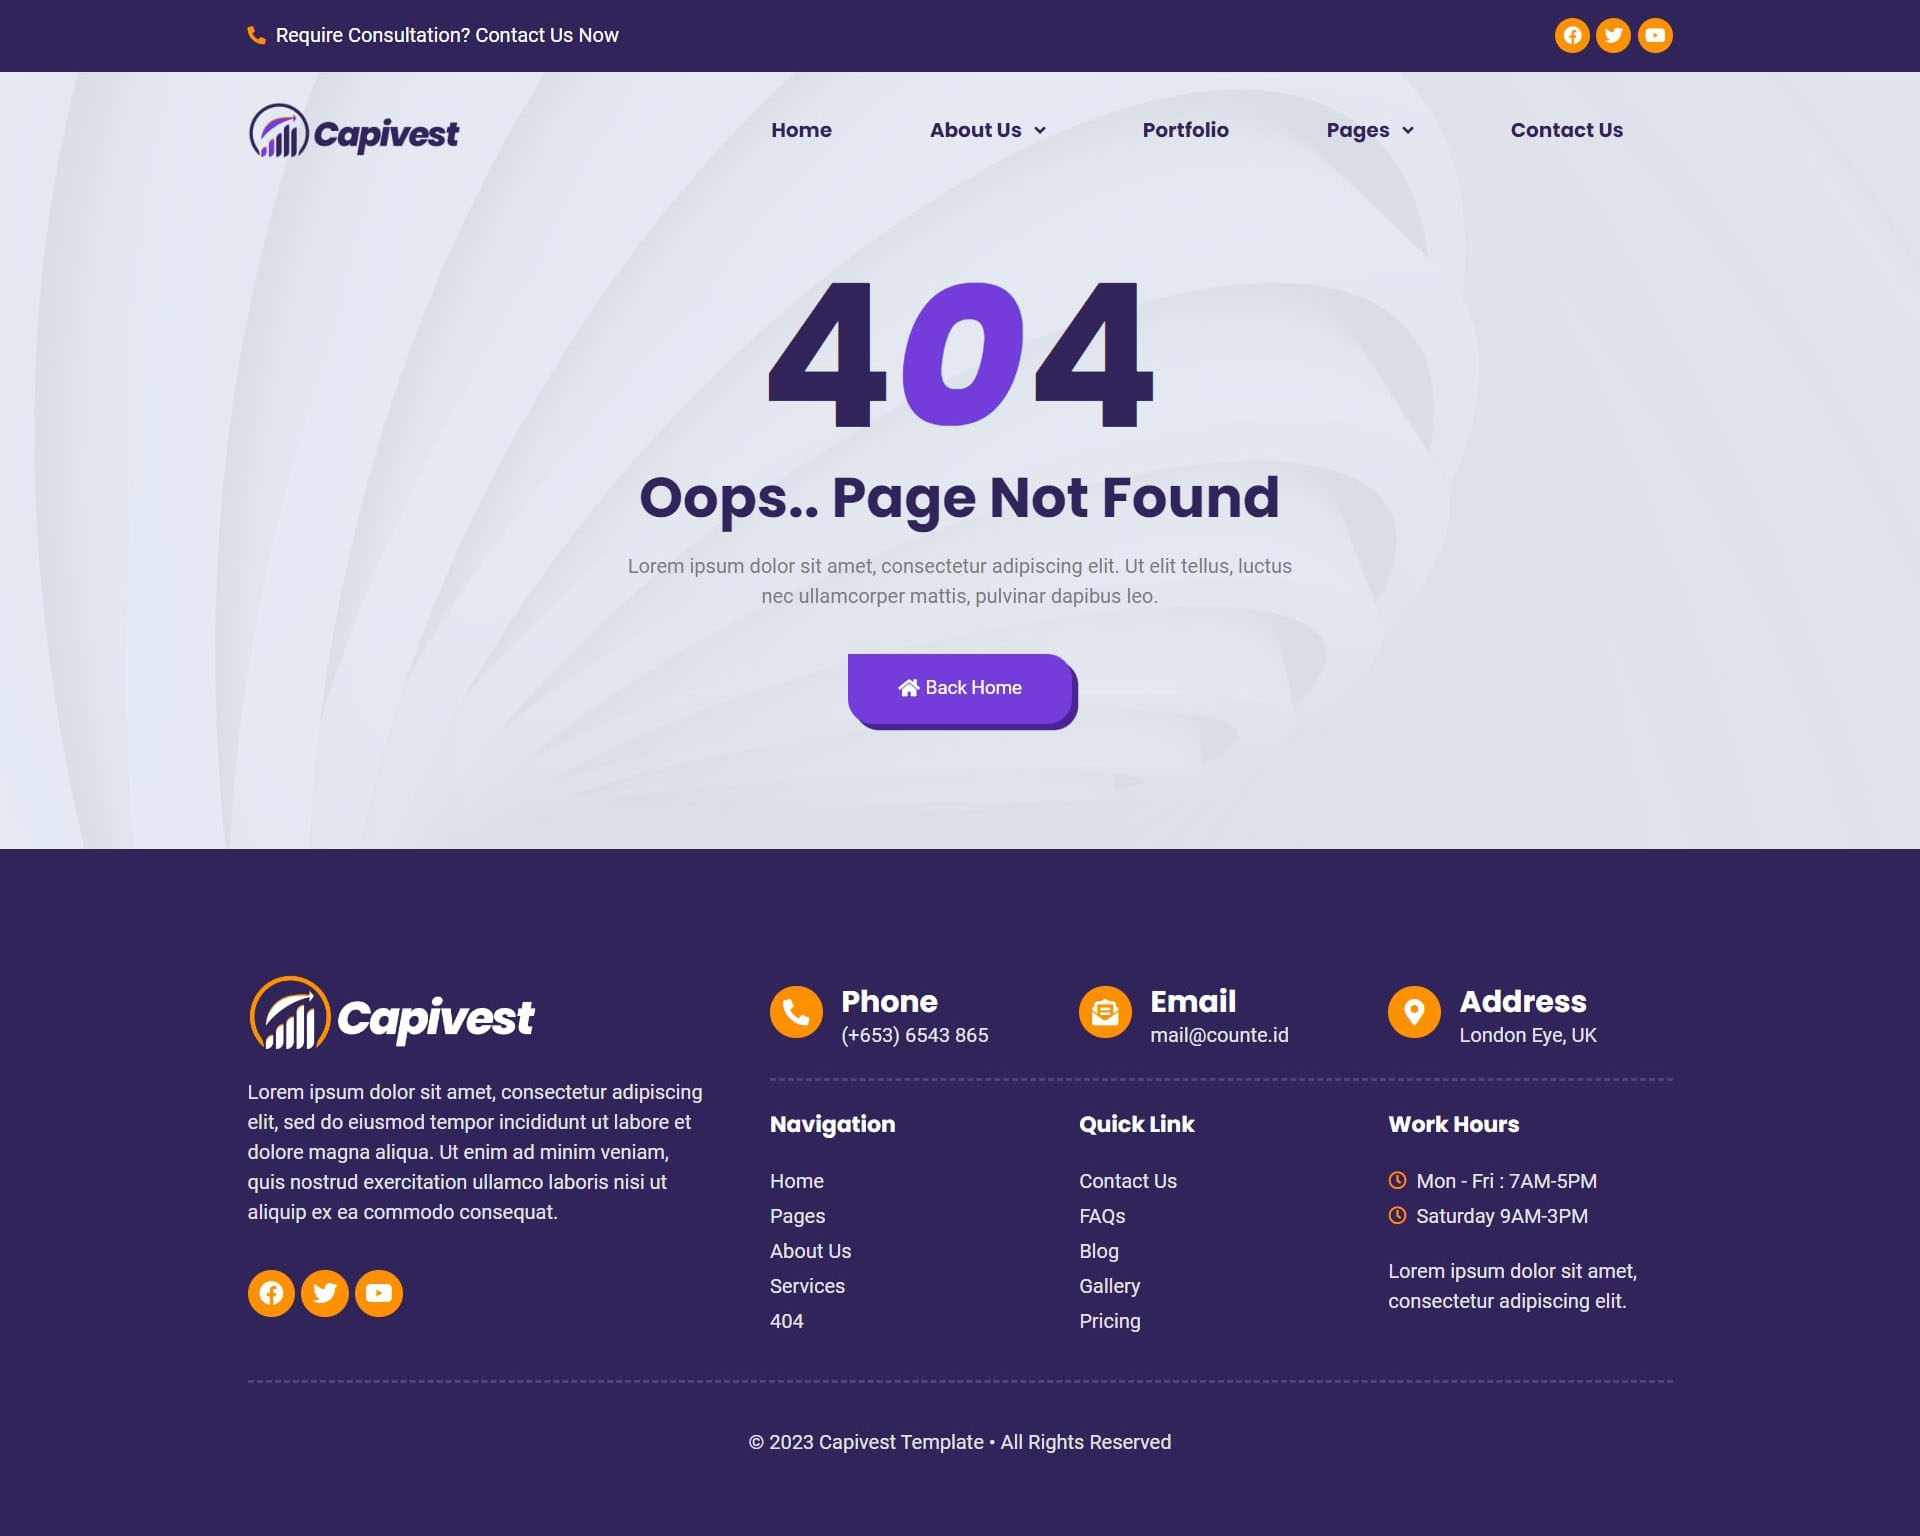 Require Consultation? Contact Us Now
Capivest
Home
About Us
Portfolio
Pages
Contact Us
404
Oops.. Page Not Found
Lorem ipsum dolor sit amet, consectetur adipiscing elit. Ut elit tellus, luctus
nec ullamcorper mattis, pulvinar dapibus leo.
Back Home
Capivest
Lorem ipsum dolor sit amet, consectetur adipiscing
elit, sed do eiusmod tempor incididunt ut labore et
dolore magna aliqua. Ut enim ad minim veniam,
quis nostrud exercitation ullamco laboris nisi ut
aliquip ex ea commodo consequat.
Phone
(+653) 6543 865
Email
mail@counte.id
Address
London Eye, UK
Navigation
Home
Pages
About Us
Services
404
Quick Link
Contact Us
FAQs
Blog
Gallery
Pricing
Work Hours
Mon - Fri : 7AM-5PM
Saturday 9AM-3PM
Lorem ipsum dolor sit amet,
consectetur adipiscing elit.
© 2023 Capivest Template • All Rights Reserved